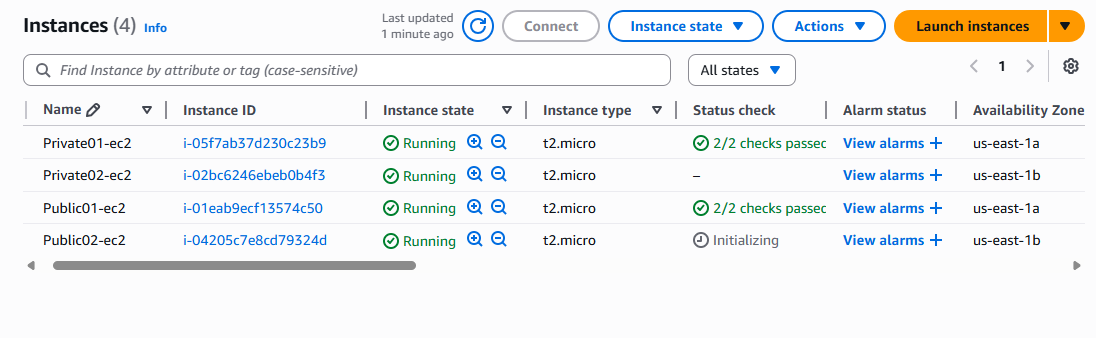 Instances (4) Info Last updated 1 minute ago Connect Instance state Actions Launch instances
Find Instance by attribute or tag (case-sensitive) All states 1
Name Instance ID Instance state Instance type Status check Alarm status Availability Zone
Private01-ec2 i-05f7ab37d230c23b9 Running t2.micro 2/2 checks passed View alarms + us-east-1a
Private02-ec2 i-02bc6246ebeb0b4f3 Running t2.micro – View alarms + us-east-1b
Public01-ec2 i-01eab9ecf13574c50 Running t2.micro 2/2 checks passed View alarms + us-east-1a
Public02-ec2 i-04205c7e8cd79324d Running t2.micro Initializing View alarms + us-east-1b